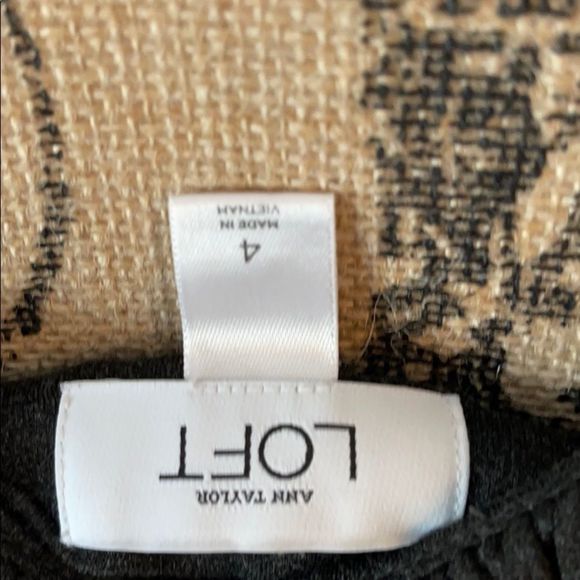 ANN TAYLOR
LOFT
4
MADE IN
VIETNAM